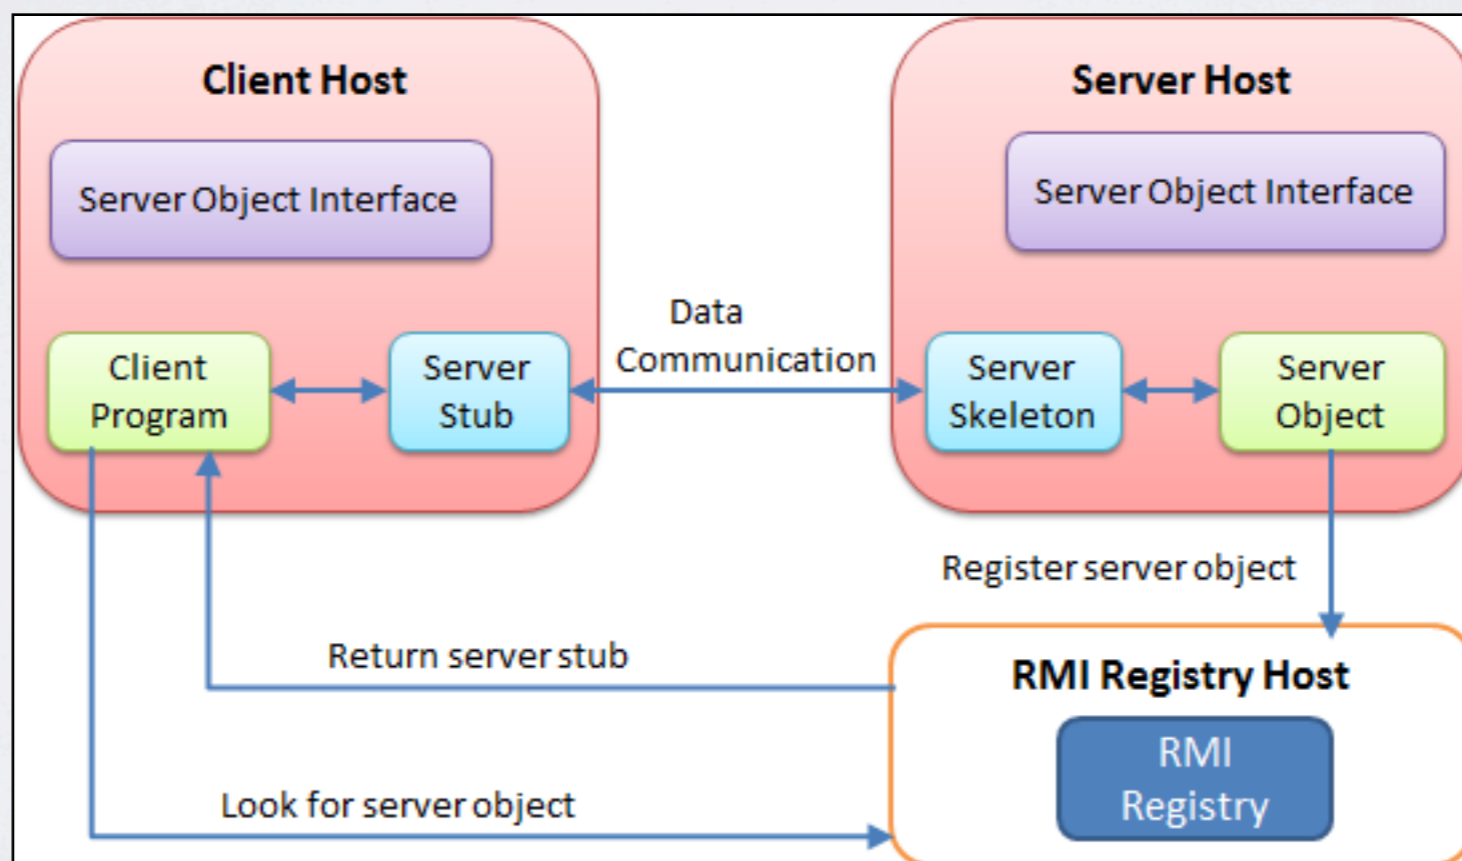 Client Host
Server Object Interface
Client
Program
Server
Stub
Data
Communication
Server Host
Server Object Interface
Server
Skeleton
Server
Object
Register server object
Return server stub
Look for server object
RMI Registry Host
RMI
Registry